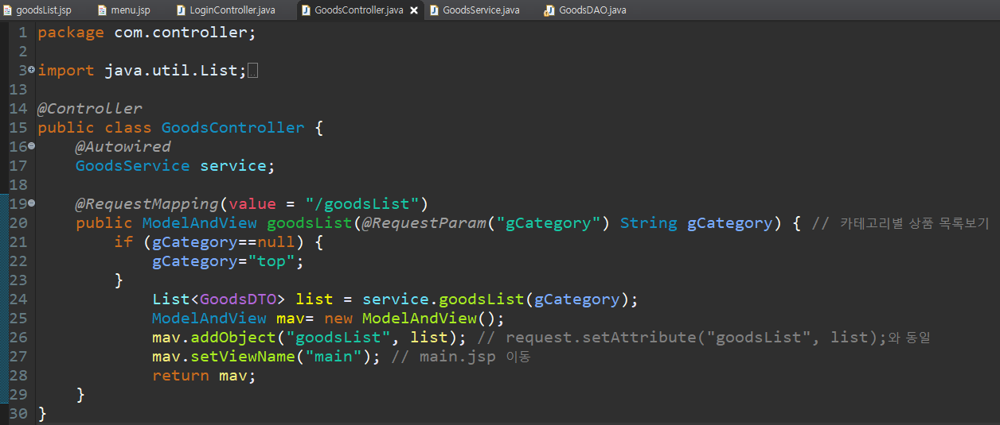 goodsList.jsp menu.jsp LoginController.java GoodsController.java GoodsService.java GoodsDAO.java
1 package com.controller;
2
3 import java.util.List;
13
14 @Controller
15 public class GoodsController {
16 @Autowired
17 GoodsService service;
18
19 @RequestMapping(value = "/goodsList")
20 public ModelAndView goodsList(@RequestParam("gCategory") String gCategory) { // 카테고리별 상품 목록보기
21 if (gCategory==null) {
22 gCategory="top";
23 }
24 List<GoodsDTO> list = service.goodsList(gCategory);
25 ModelAndView mav= new ModelAndView();
26 mav.addObject("goodsList", list); // request.setAttribute("goodsList", list);와 동일
27 mav.setViewName("main"); // main.jsp 이동
28 return mav;
29 }
30 }